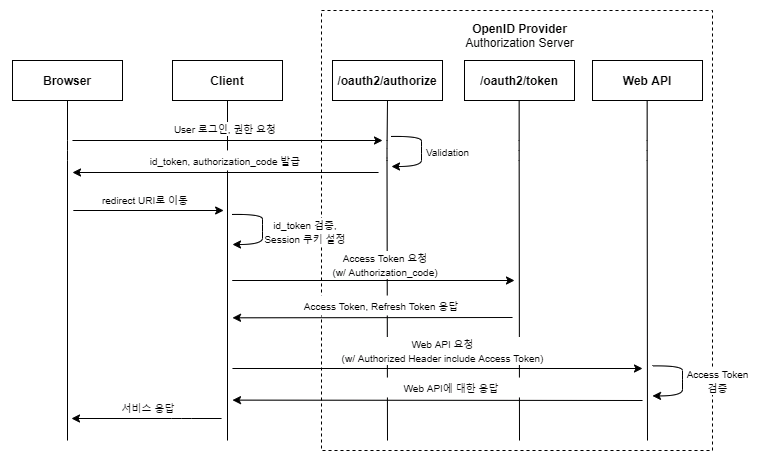 OpenID Provider
Authorization Server
Browser
Client
/oauth2/authorize
/oauth2/token
Web API
User 로그인, 권한 요청
Validation
id_token, authorization_code 발급
redirect URI로 이동
id_token 검증,
Session 쿠키 설정
Access Token 요청
(w/ Authorization_code)
Access Token, Refresh Token 응답
Web API 요청
(w/ Authorized Header include Access Token)
Access Token
검증
Web API에 대한 응답
서비스 응답